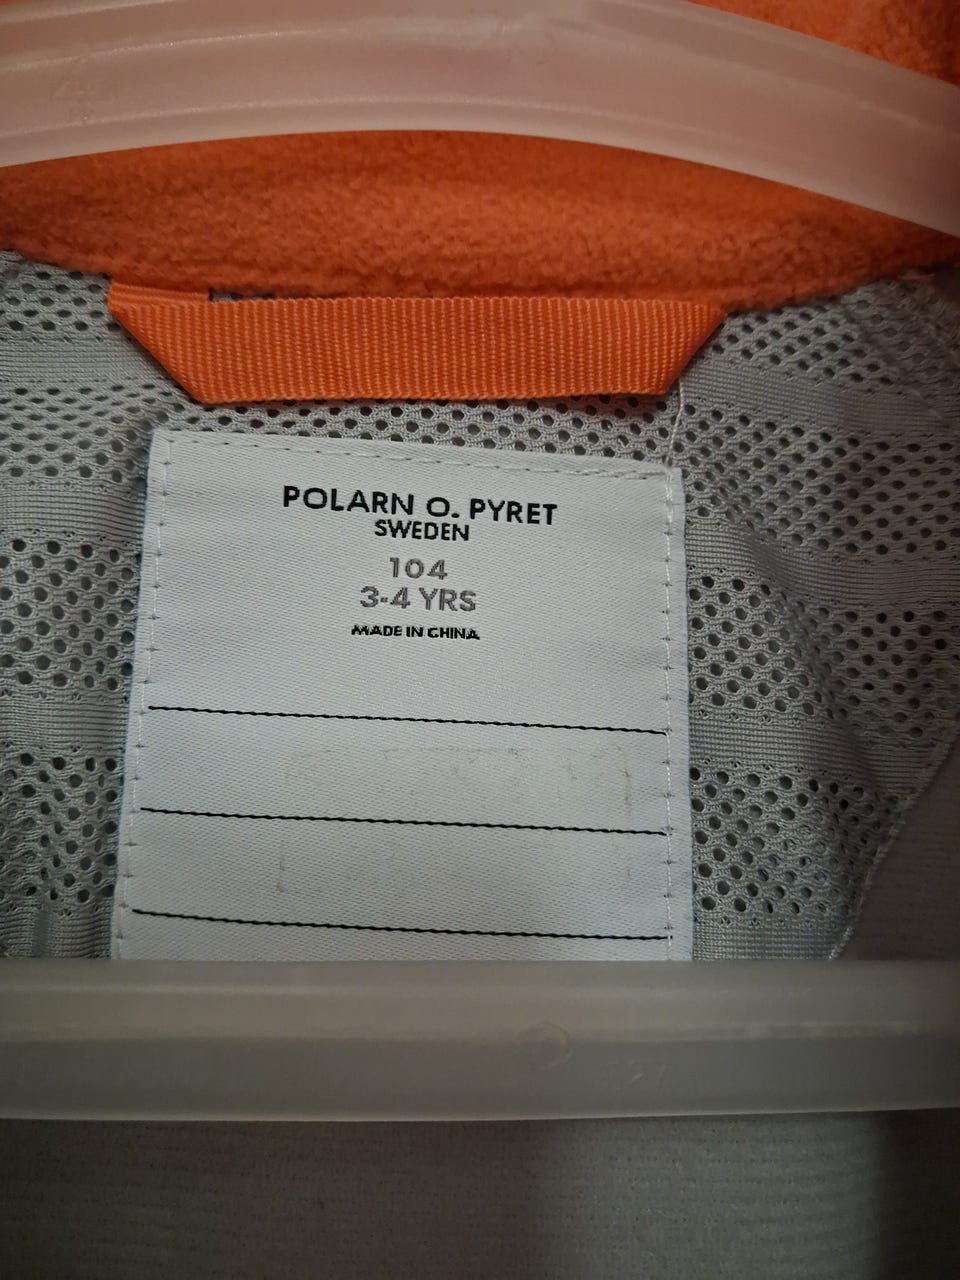 POLARN O. PYRET
SWEDEN
104
3-4 YRS
MADE IN CHINA